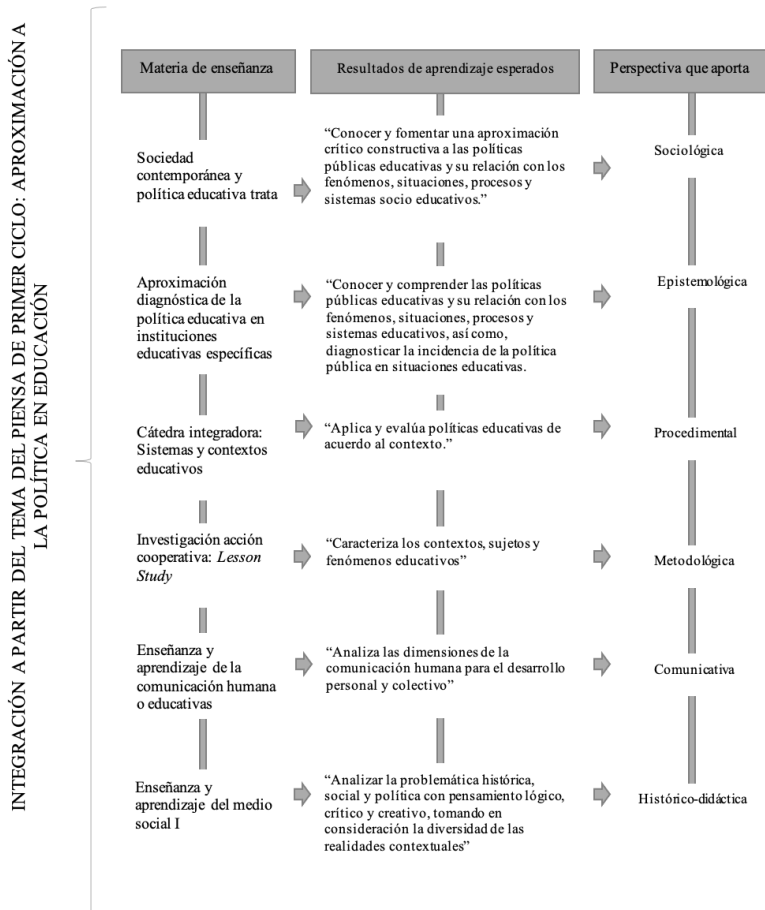 INTEGRACIÓN A PARTIR DEL TEMA DEL PIENSA DE PRIMER CICLO: APROXIMACIÓN A
LA POLÍTICA EN EDUCACIÓN
Materia de enseñanza
Resultados de aprendizaje esperados
Perspectiva que aporta
Sociedad
contemporánea y
política educativa trata
“Conocer y fomentar una aproximación
crítico constructiva a las políticas
públicas educativas y su relación con los
fenómenos, situaciones, procesos y
sistemas socio educativos.”
Sociológica
Aproximación
diagnóstica de la
política educativa en
instituciones
educativas específicas
“Conocer y comprender las políticas
públicas educativas y su relación con los
fenómenos, situaciones, procesos y
sistemas educativos, así como,
diagnosticar la incidencia de la política
pública en situaciones educativas.
Epistemológica
Cátedra integradora:
Sistemas y contextos
educativos
“Aplica y evalúa políticas educativas de
acuerdo al contexto.”
Procedimental
Investigación acción
cooperativa: Lesson
Study
“Caracteriza los contextos, sujetos y
fenómenos educativos”
Metodológica
Enseñanza y
aprendizaje de la
comunicación humana
o educativas
“Analiza las dimensiones de la
comunicación humana para el desarrollo
personal y colectivo”
Comunicativa
Enseñanza y
aprendizaje del medio
social I
“Analizar la problemática histórica,
social y política con pensamiento lógico,
crítico y creativo, tomando en
consideración la diversidad de las
realidades contextuales”
Histórico-didáctica